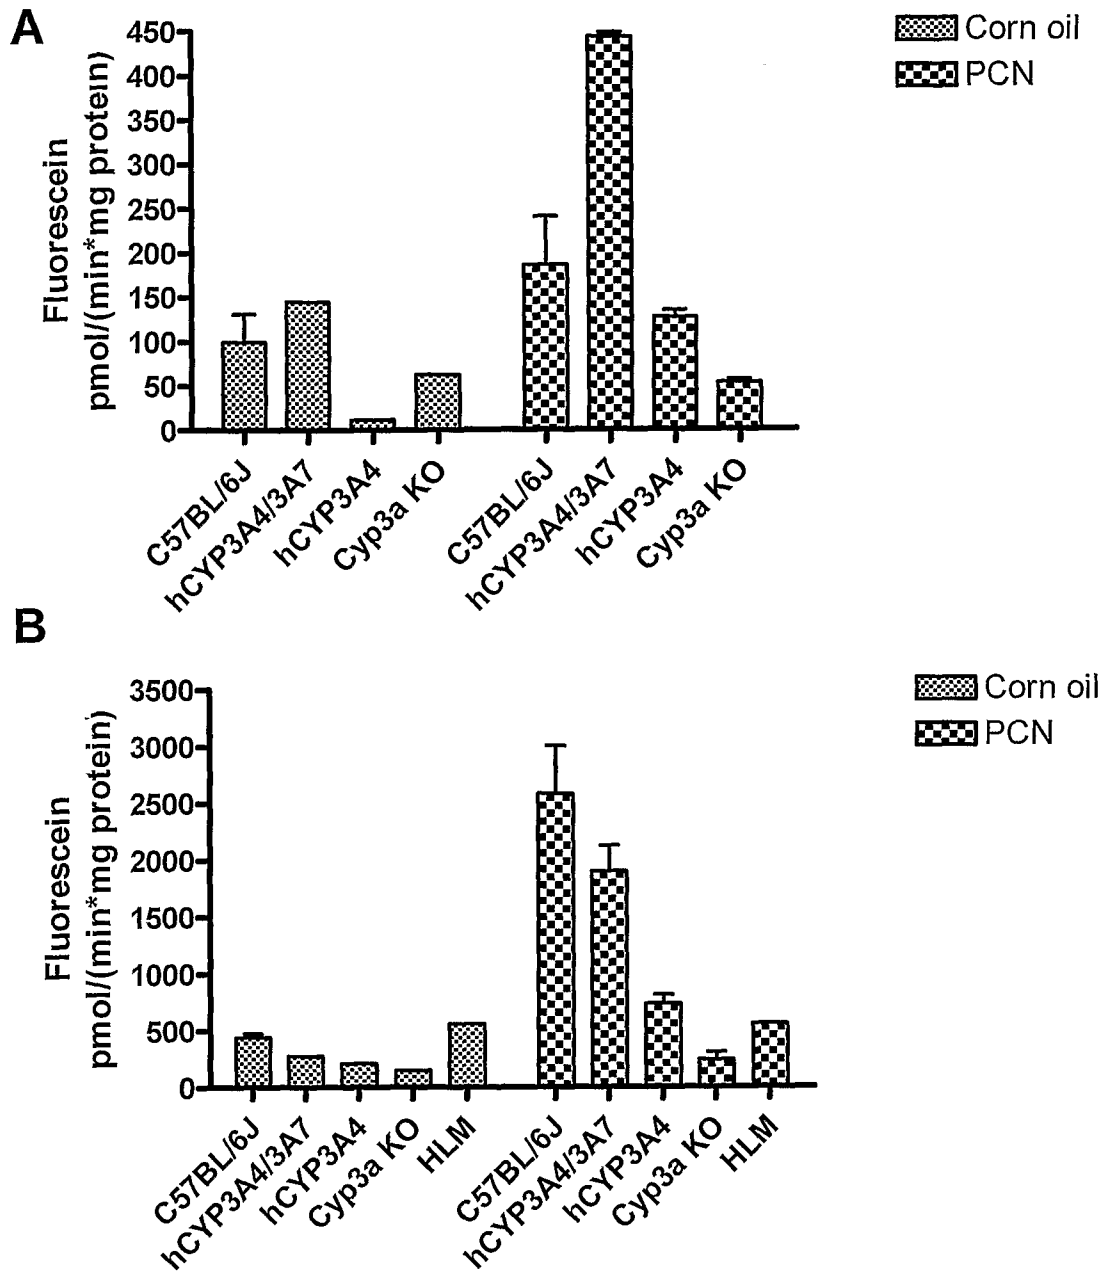 A
Corn oil
PCN
Fluorescein
pmol/(min*mg protein)
450
400
350
300
250
200
150
100
50
0
C57BL/6J
hCYP3A4/3A7
hCYP3A4
Cyp3a KO
C57BL/6J
hCYP3A4/3A7
hCYP3A4
Cyp3a KO
B
Corn oil
PCN
Fluorescein
pmol/(min*mg protein)
3500
3000
2500
2000
1500
1000
500
0
C57BL/6J
hCYP3A4/3A7
hCYP3A4
Cyp3a KO
HLM
C57BL/6J
hCYP3A4/3A7
hCYP3A4
Cyp3a KO
HLM